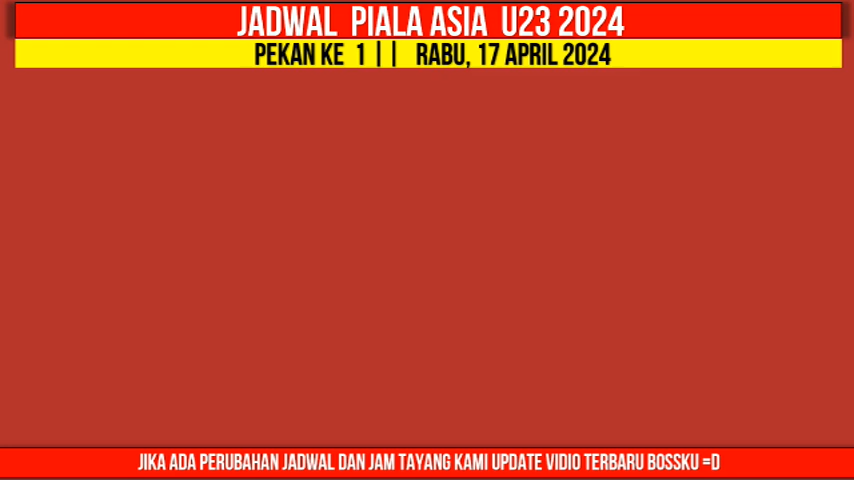 JADWAL PIALA ASIA U23 2024
PEKAN KE 1 || RABU, 17 APRIL 2024
JIKA ADA PERUBAHAN JADWAL DAN JAM TAYANG KAMI UPDATE VIDIO TERBARU BOSSKU =D